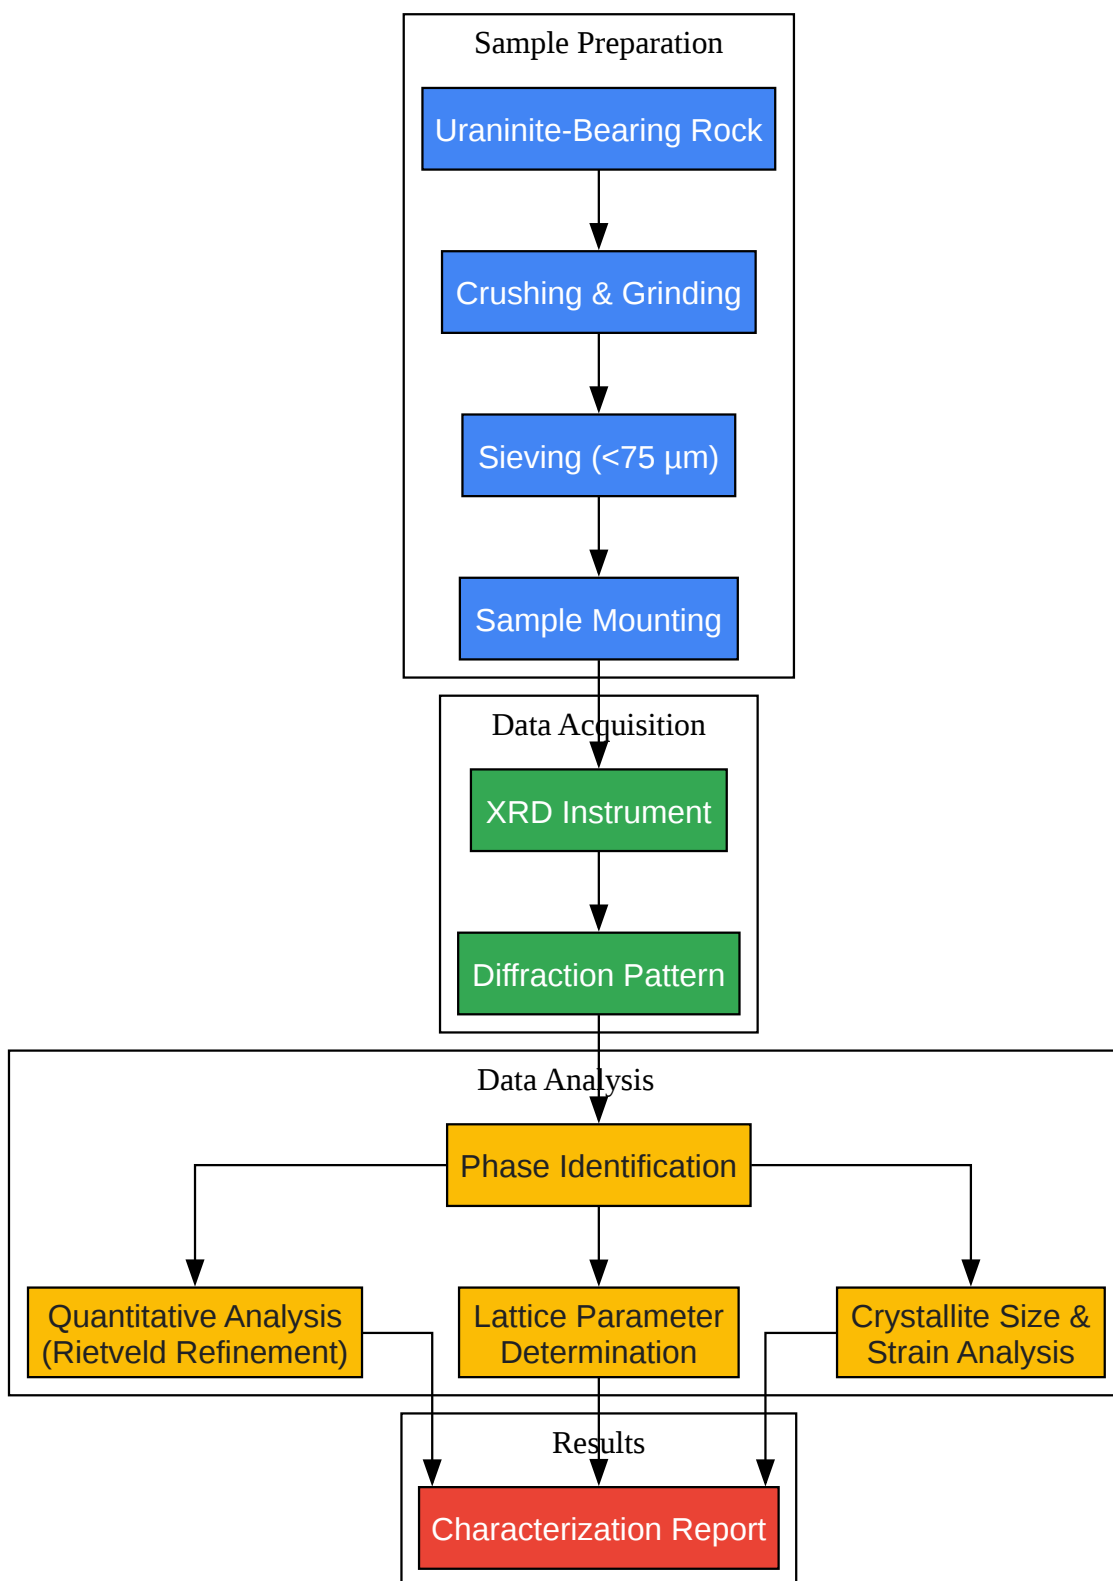 Sample Preparation
Uraninite-Bearing Rock
Crushing & Grinding
Sieving (<75 µm)
Sample Mounting
Data Acquisition
XRD Instrument
Diffraction Pattern
Data Analysis
Phase Identification
Quantitative Analysis
(Rietveld Refinement)
Lattice Parameter
Determination
Crystallite Size &
Strain Analysis
Results
Characterization Report